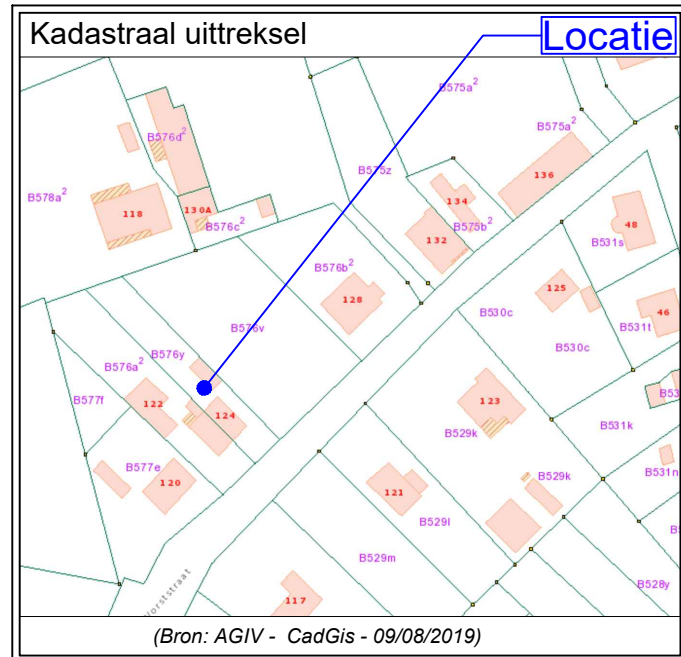 Kadastraal uittreksel
Locatie
B575a²
B576d²
B575a²
B575z
136
B578a²
134
118
130A
B576c²
B575b²
48
132
B531s
B576b²
125
128
B530c
46
B576v
B531t
B576y
B530c
B576a²
B577f
122
123
B53
124
B531k
B529k
B577e
B531n
120
121
B529k
B529l
B
B529m
B528y
Vorststraat
117
(Bron: AGIV - CadGis - 09/08/2019)